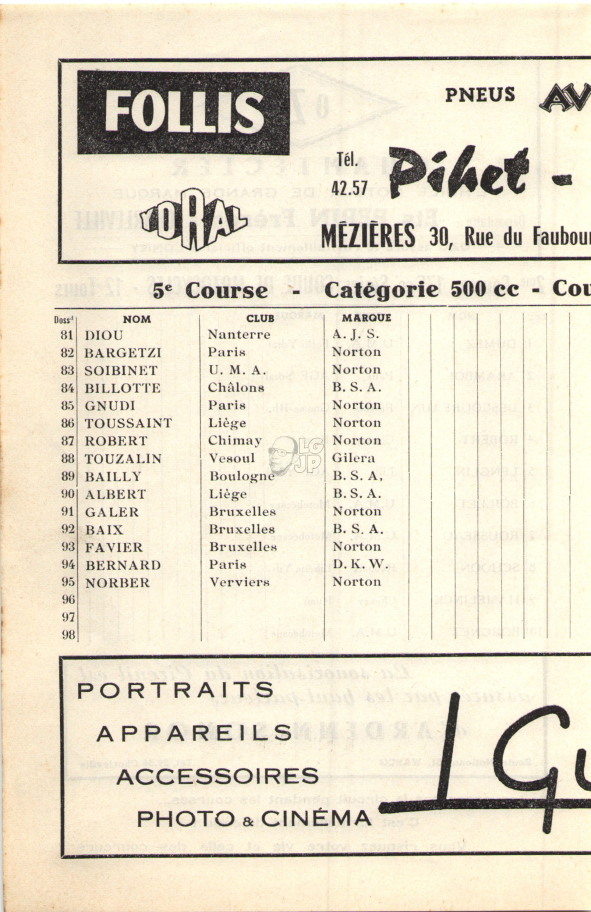 FOLLIS
PNEUS AV
YDRAL
Tél.
42.57
Pihet -
MÉZIÈRES 30, Rue du Faubour
5e Course - Catégorie 500 cc - Cou
Dossd NOM CLUB MARQUE
81 DIOU Nanterre A. J. S.
82 BARGETZI Paris Norton
83 SOIBINET U. M. A. Norton
84 BILLOTTE Châlons B. S. A.
85 GNUDI Paris Norton
86 TOUSSAINT Liège Norton
87 ROBERT Chimay Norton
88 TOUZALIN Vesoul Gilera
89 BAILLY Boulogne B. S. A,
90 ALBERT Liège B. S. A.
91 GALER Bruxelles Norton
92 BAIX Bruxelles B. S. A.
93 FAVIER Bruxelles Norton
94 BERNARD Paris D. K. W.
95 NORBER Verviers Norton
96
97
98
LG
JP
PORTRAITS
APPAREILS
ACCESSOIRES
PHOTO & CINÉMA